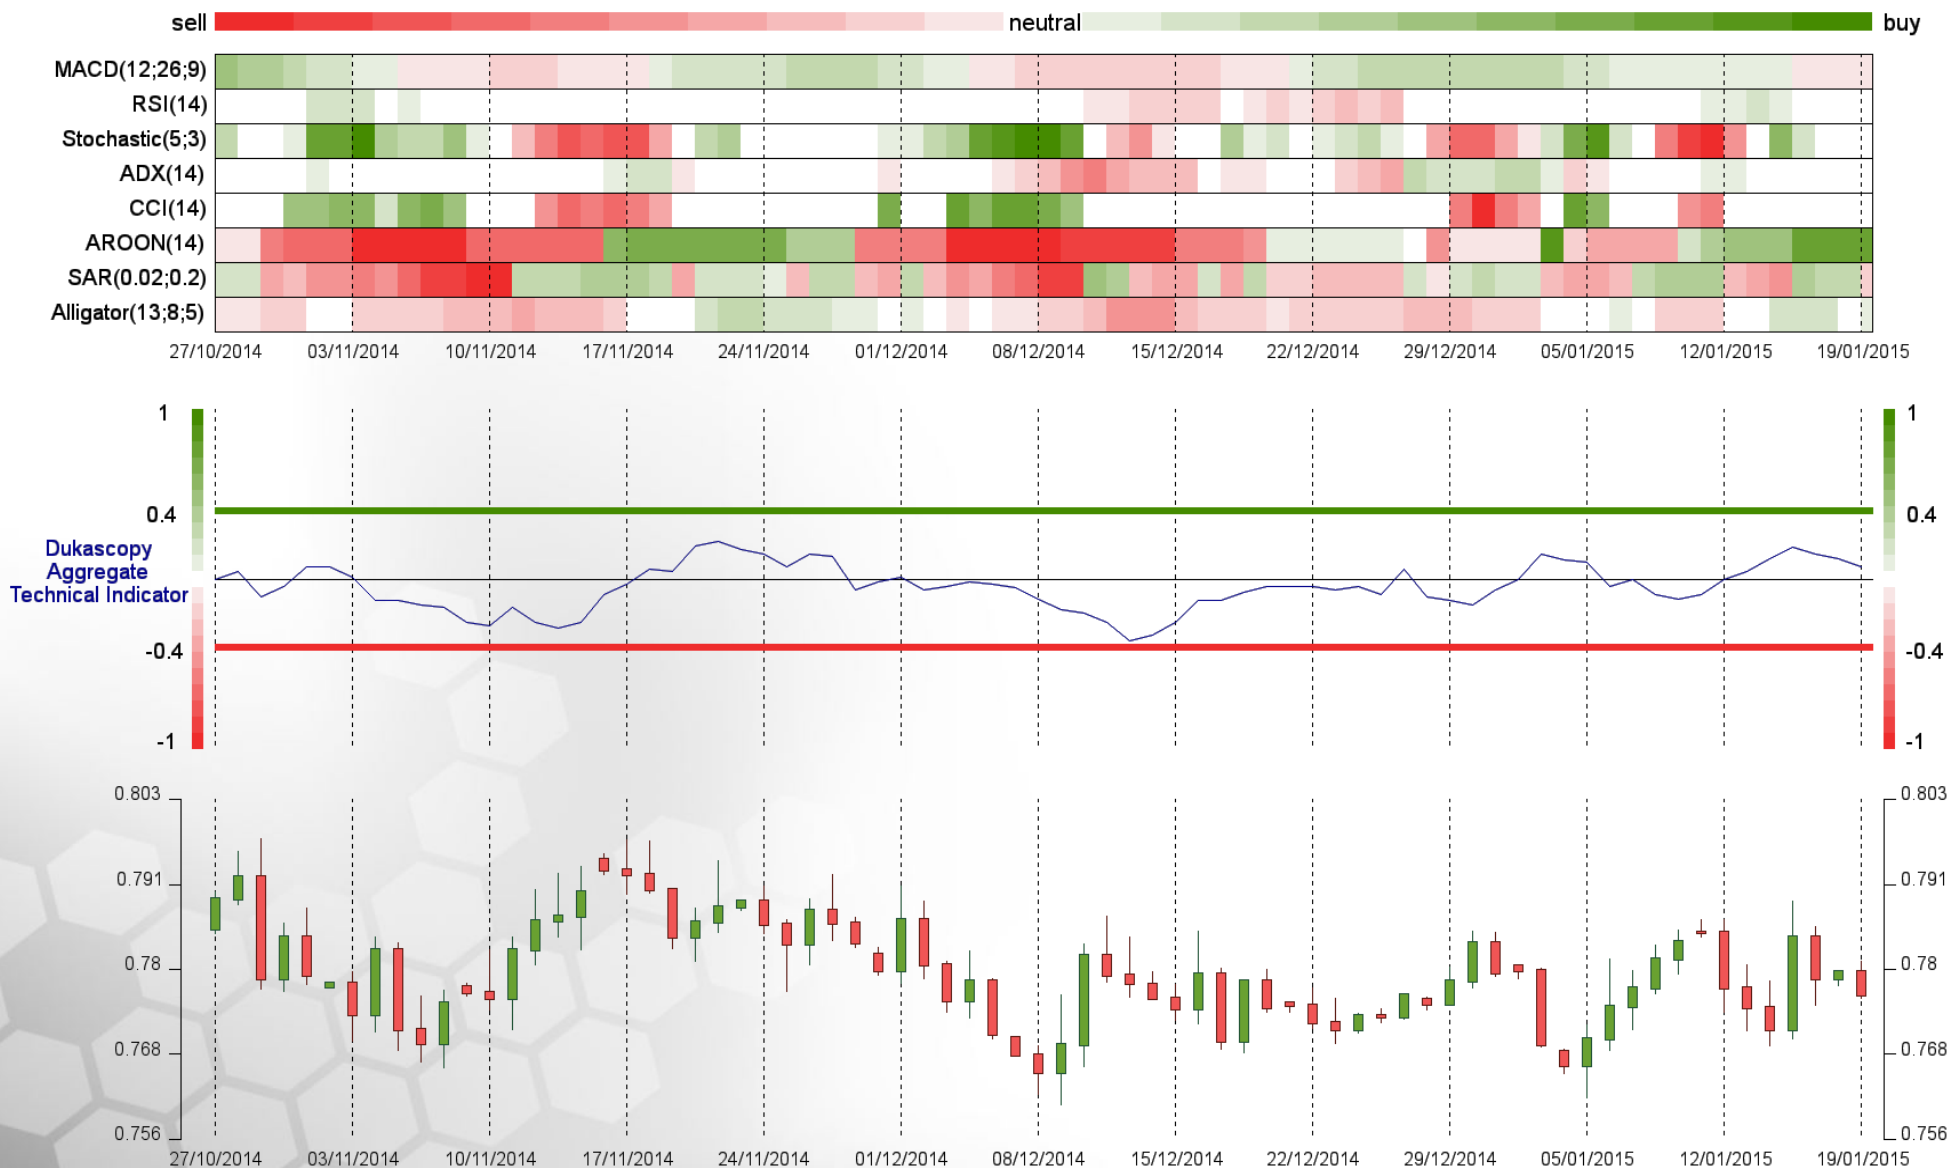 sell neutral buy
MACD(12;26;9)
RSI(14)
Stochastic(5;3)
ADX(14)
CCI(14)
AROON(14)
SAR(0.02;0.2)
Alligator(13;8;5)
27/10/2014 03/11/2014 10/11/2014 17/11/2014 24/11/2014 01/12/2014 08/12/2014 15/12/2014 22/12/2014 29/12/2014 05/01/2015 12/01/2015 19/01/2015
1 1
0.4 0.4
Dukascopy
Aggregate
Technical Indicator
-0.4 -0.4
-1 -1
0.803 0.803
0.791 0.791
0.78 0.78
0.768 0.768
0.756 0.756
27/10/2014 03/11/2014 10/11/2014 17/11/2014 24/11/2014 01/12/2014 08/12/2014 15/12/2014 22/12/2014 29/12/2014 05/01/2015 12/01/2015 19/01/2015